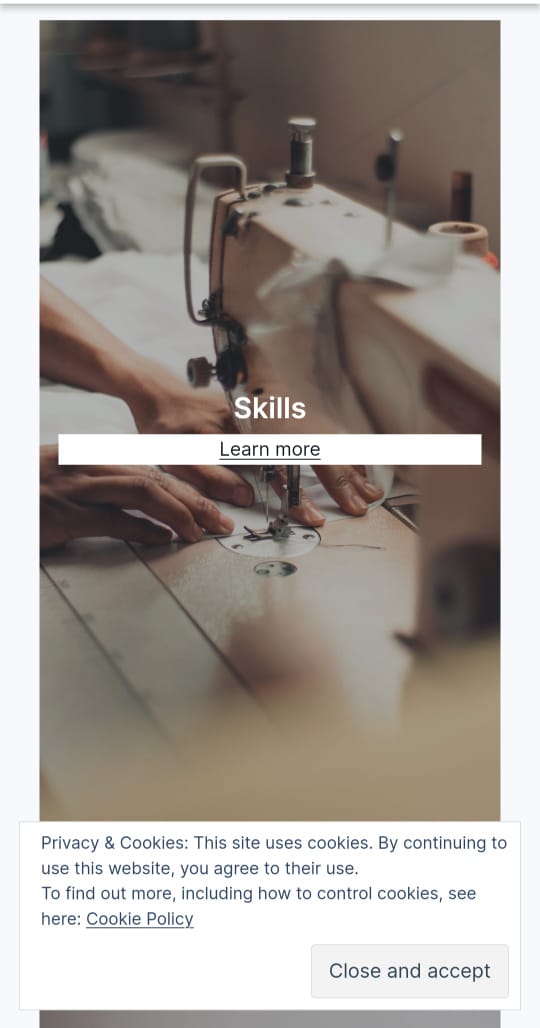 Skills
Learn more
Privacy & Cookies: This site uses cookies. By continuing to
use this website, you agree to their use.
To find out more, including how to control cookies, see
here: Cookie Policy
Close and accept